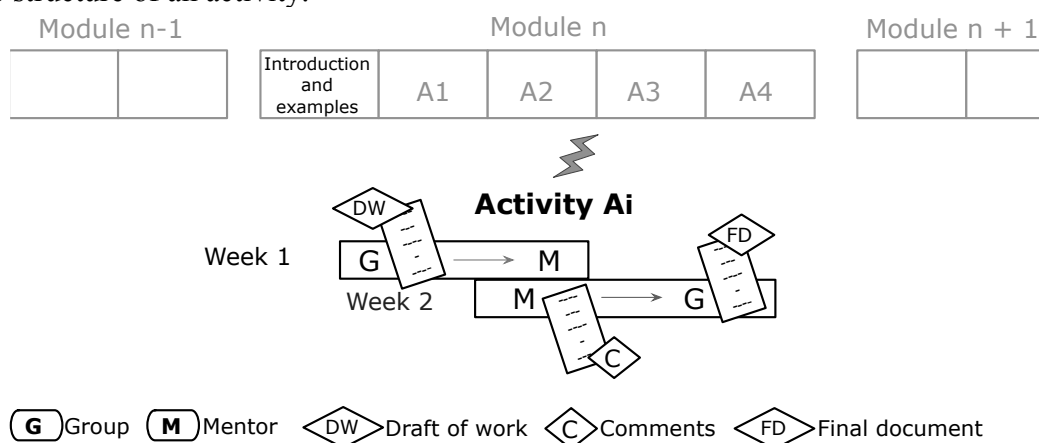 Module n-1 Module n Module n + 1
Introduction
and
examples
A1 A2 A3 A4
Activity Ai
DW
FD
Week 1 G M
Week 2 M G
C
G Group M Mentor DW Draft of work C Comments FD Final document